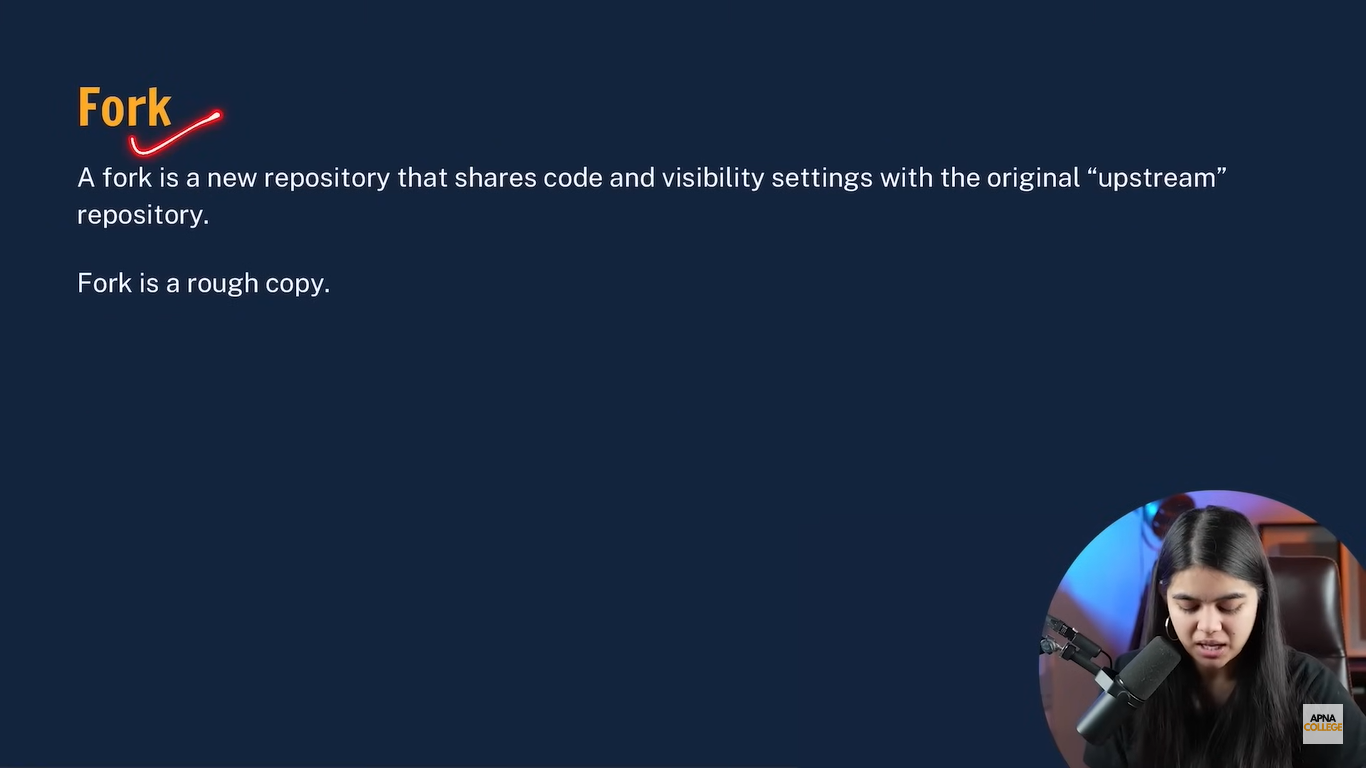 Fork
A fork is a new repository that shares code and visibility settings with the original “upstream”
repository.
Fork is a rough copy.
APNA
COLLEGE